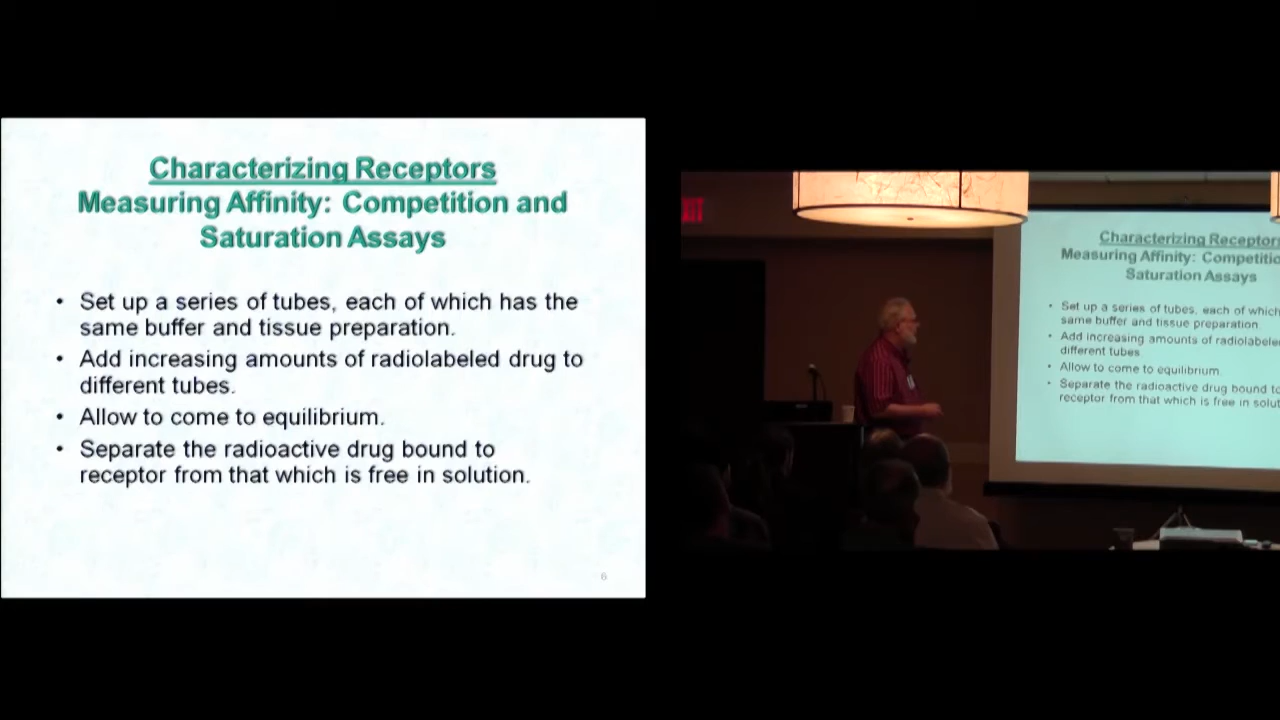 Characterizing Receptors
Measuring Affinity: Competition and
Saturation Assays
• Set up a series of tubes, each of which has the
same buffer and tissue preparation.
• Add increasing amounts of radiolabeled drug to
different tubes.
• Allow to come to equilibrium.
• Separate the radioactive drug bound to
receptor from that which is free in solution.
6
Characterizing Receptor
Measuring Affinity: Competitio
Saturation Assays
• Set up a series of tubes, each of which
same buffer and tissue preparation.
• Add increasing amounts of radiolabele
different tubes.
• Allow to come to equilibrium.
• Separate the radioactive drug bound to
receptor from that which is free in solut